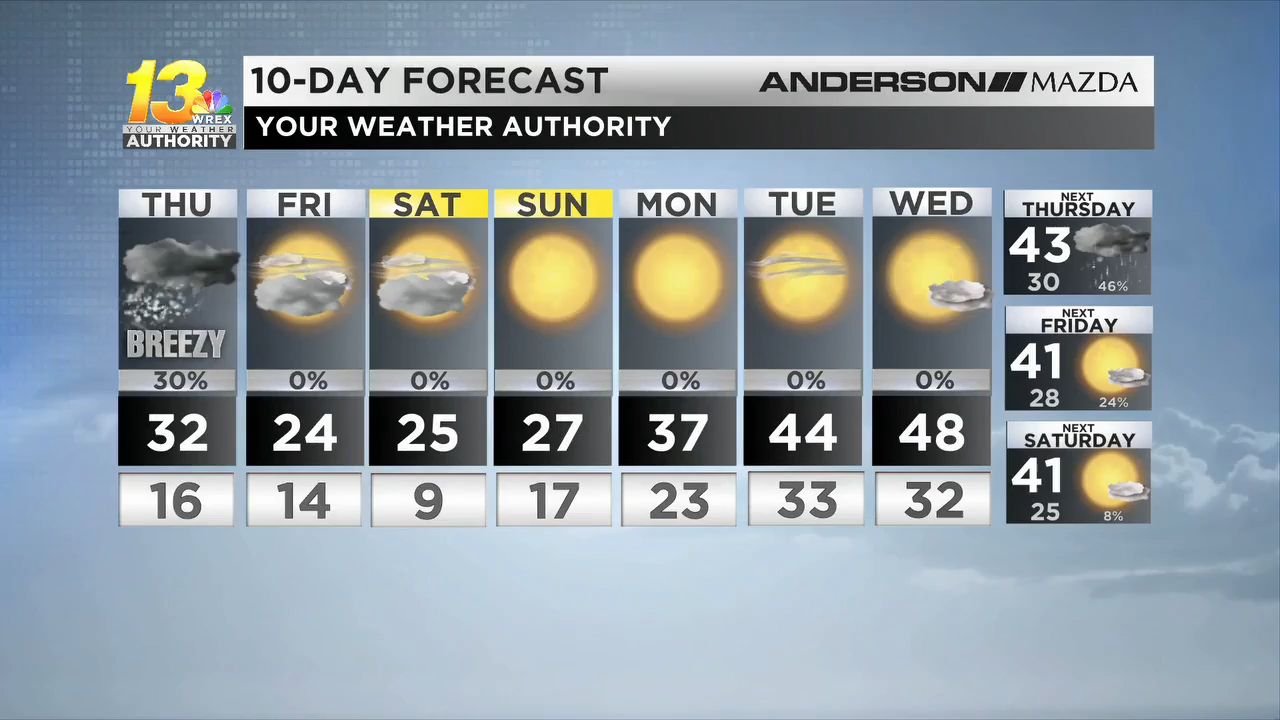 13
WREX
YOUR WEATHER
AUTHORITY
10-DAY FORECAST
ANDERSON MAZDA
YOUR WEATHER AUTHORITY
THU FRI SAT SUN MON TUE WED
BREEZY
30% 0% 0% 0% 0% 0% 0%
32 24 25 27 37 44 48
16 14 9 17 23 33 32
NEXT
THURSDAY
43
30 46%
NEXT
FRIDAY
41
28 24%
NEXT
SATURDAY
41
25 8%